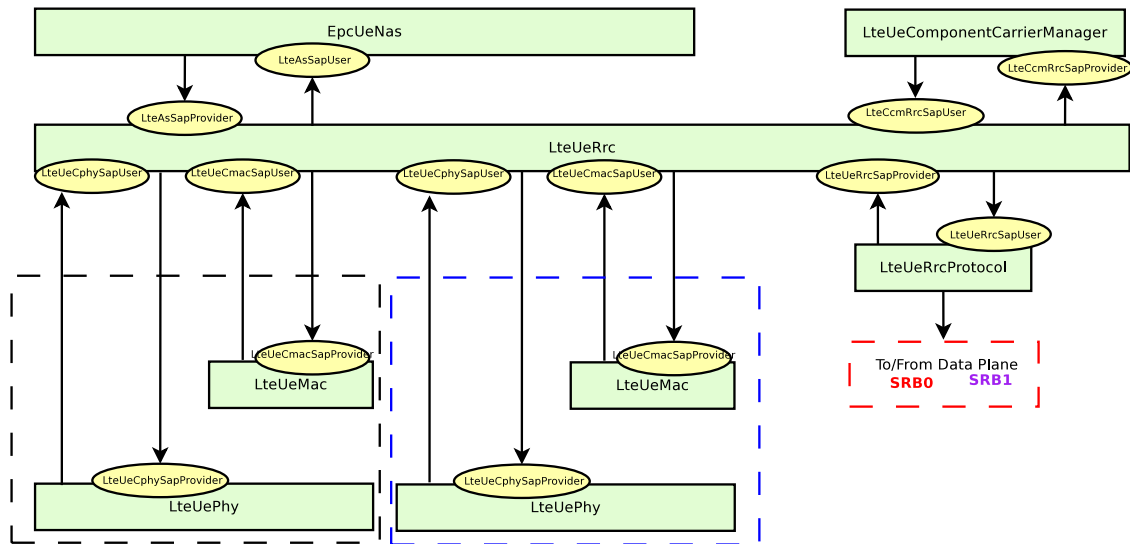 EpcUeNas
LteUeComponentCarrierManager
LteAsSapUser
LteCcmRrcSapProvider
LteAsSapProvider
LteCcmRrcSapUser
LteUeRrc
LteUeCphySapUser
LteUeCmacSapUser
LteUeCphySapUser
LteUeCmacSapUser
LteUeRrcSapProvider
LteUeRrcSapUser
LteUeRrcProtocol
LteUeCmacSapProvider
LteUeCmacSapProvider
To/From Data Plane
SRB0
SRB1
LteUeMac
LteUeMac
LteUeCphySapProvider
LteUeCphySapProvider
LteUePhy
LteUePhy